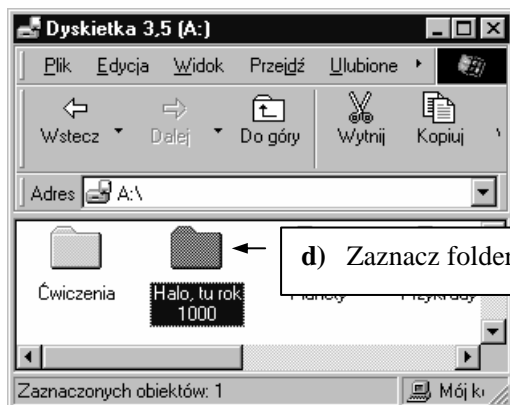 Dyskietka 3,5 (A:)
Plik Edycja Widok Przejdź Ulubione
Wstecz Dalej Do góry Wytnij Kopiuj
Adres A:\
d) Zaznacz folder
Ćwiczenia Halo, tu rok
1000
Zaznaczonych obiektów: 1 Mój